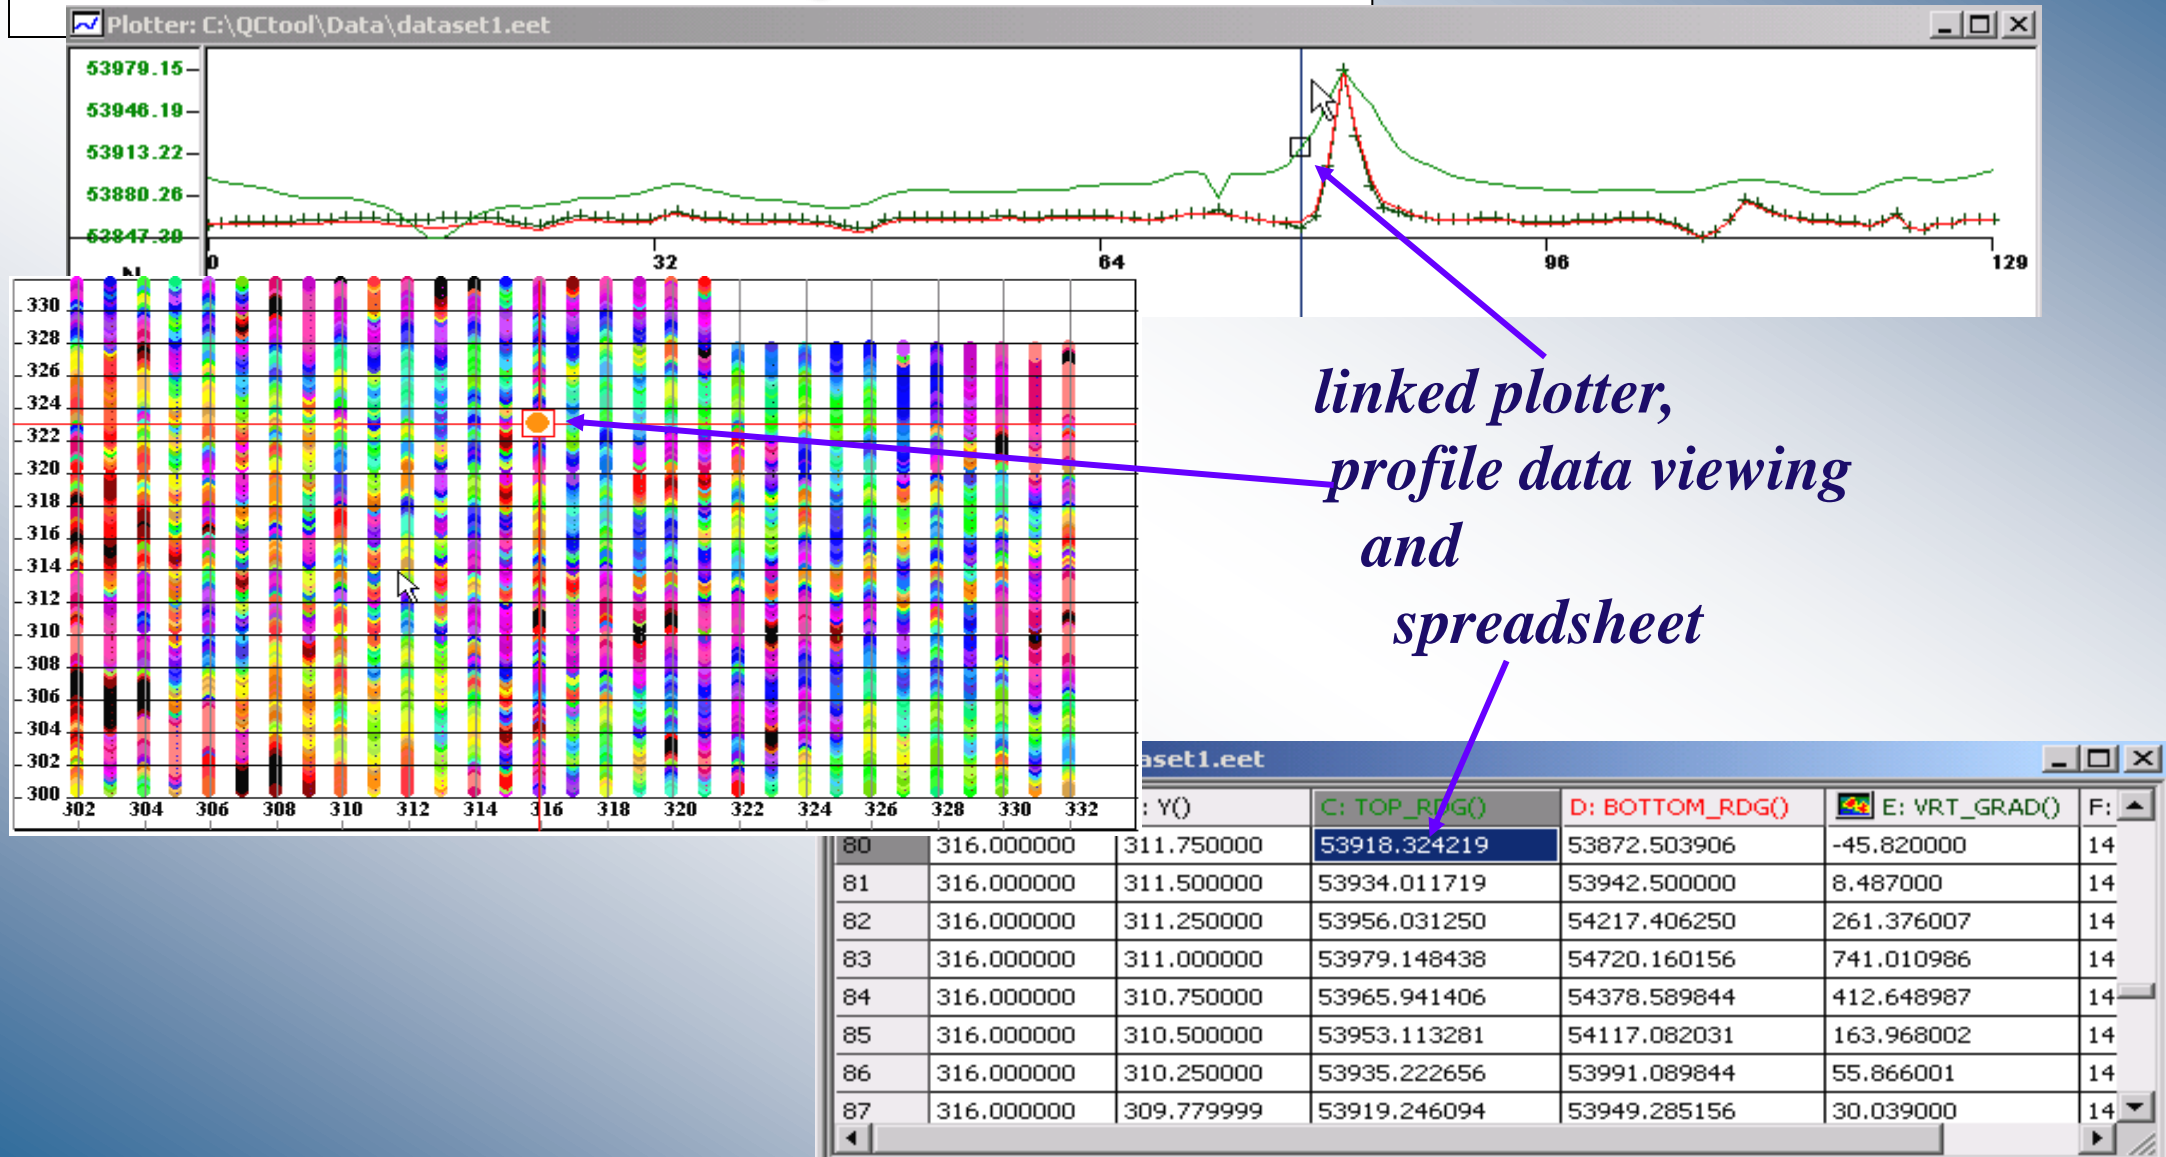 Plotter: C:\QCtool\Data\dataset1.eet
53979.15
53946.19
53913.22
53880.26
53847.30
0 32 64 96 129
330
328
326
324
322
320
318
316
314
312
310
308
306
304
302
300
302 304 306 308 310 312 314 316 318 320 322 324 326 328 330 332
linked plotter,
profile data viewing
and
spreadsheet
aset1.eet
: Y() C: TOP_RDG() D: BOTTOM_RDG() E: VRT_GRAD() F:
80 316.000000 311.750000 53918.324219 53872.503906 -45.820000 14
81 316.000000 311.500000 53934.011719 53942.500000 8.487000 14
82 316.000000 311.250000 53956.031250 54217.406250 261.376007 14
83 316.000000 311.000000 53979.148438 54720.160156 741.010986 14
84 316.000000 310.750000 53965.941406 54378.589844 412.648987 14
85 316.000000 310.500000 53953.113281 54117.082031 163.968002 14
86 316.000000 310.250000 53935.222656 53991.089844 55.866001 14
87 316.000000 309.779999 53919.246094 53949.285156 30.039000 14